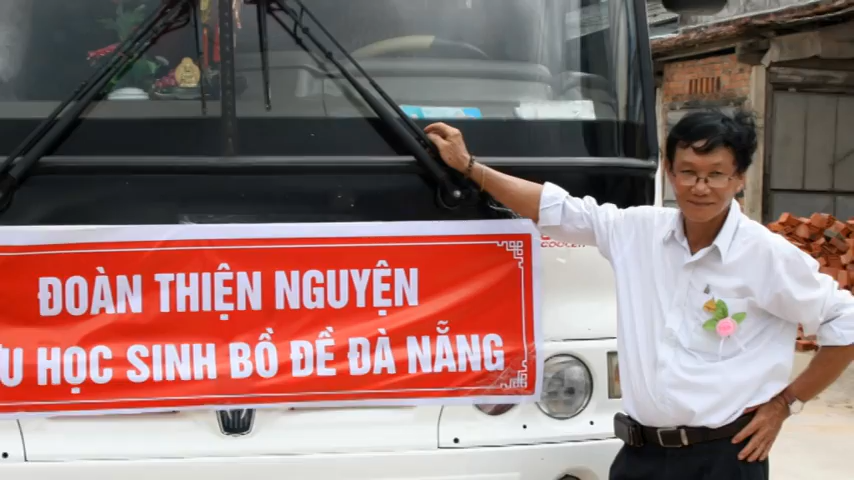 ĐOÀN THIỆN NGUYỆN
HỌC SINH BỒ ĐỀ ĐÀ NẴNG